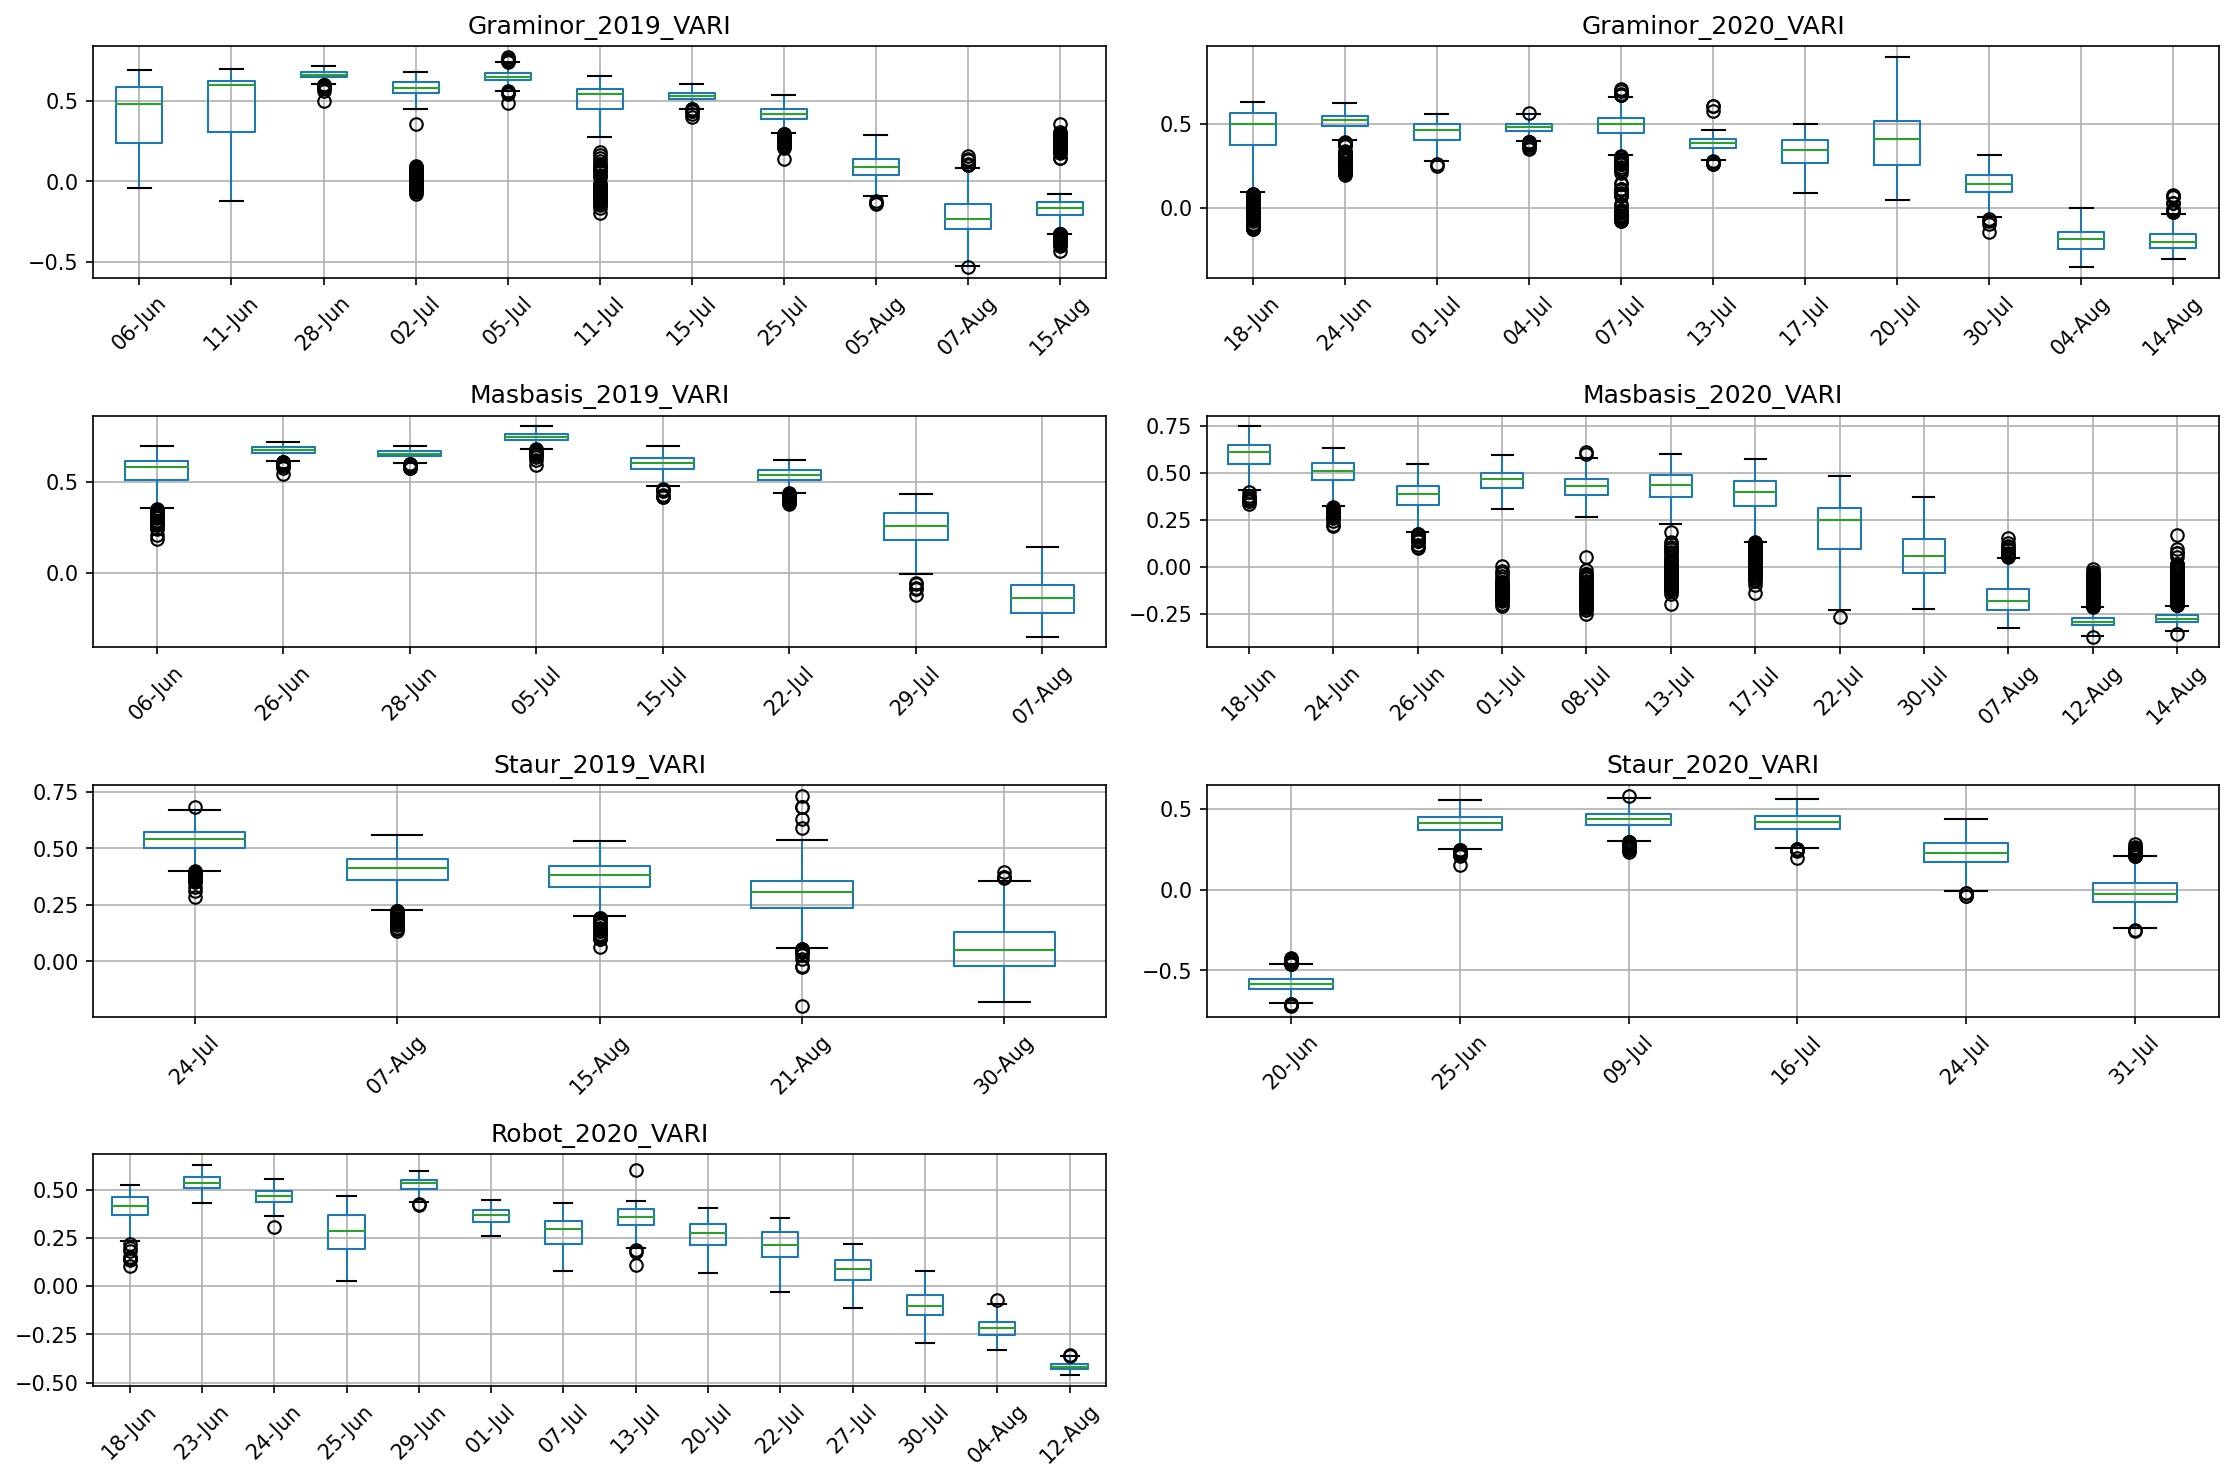 Graminor_2019_VARI
0.5
0.0
−0.5
06-Jun 11-Jun 28-Jun 02-Jul 05-Jul 11-Jul 15-Jul 25-Jul 05-Aug 07-Aug 15-Aug
Graminor_2020_VARI
0.5
0.0
18-Jun 24-Jun 01-Jul 04-Jul 07-Jul 13-Jul 17-Jul 20-Jul 30-Jul 04-Aug 14-Aug
Masbasis_2019_VARI
0.5
0.0
06-Jun 26-Jun 28-Jun 05-Jul 15-Jul 22-Jul 29-Jul 07-Aug
Masbasis_2020_VARI
0.75
0.50
0.25
0.00
−0.25
18-Jun 24-Jun 26-Jun 01-Jul 08-Jul 13-Jul 17-Jul 22-Jul 30-Jul 07-Aug 12-Aug 14-Aug
Staur_2019_VARI
0.75
0.50
0.25
0.00
24-Jul 07-Aug 15-Aug 21-Aug 30-Aug
Staur_2020_VARI
0.5
0.0
−0.5
20-Jun 25-Jun 09-Jul 16-Jul 24-Jul 31-Jul
Robot_2020_VARI
0.50
0.25
0.00
−0.25
−0.50
18-Jun 23-Jun 24-Jun 25-Jun 29-Jun 01-Jul 07-Jul 13-Jul 20-Jul 22-Jul 27-Jul 30-Jul 04-Aug 12-Aug